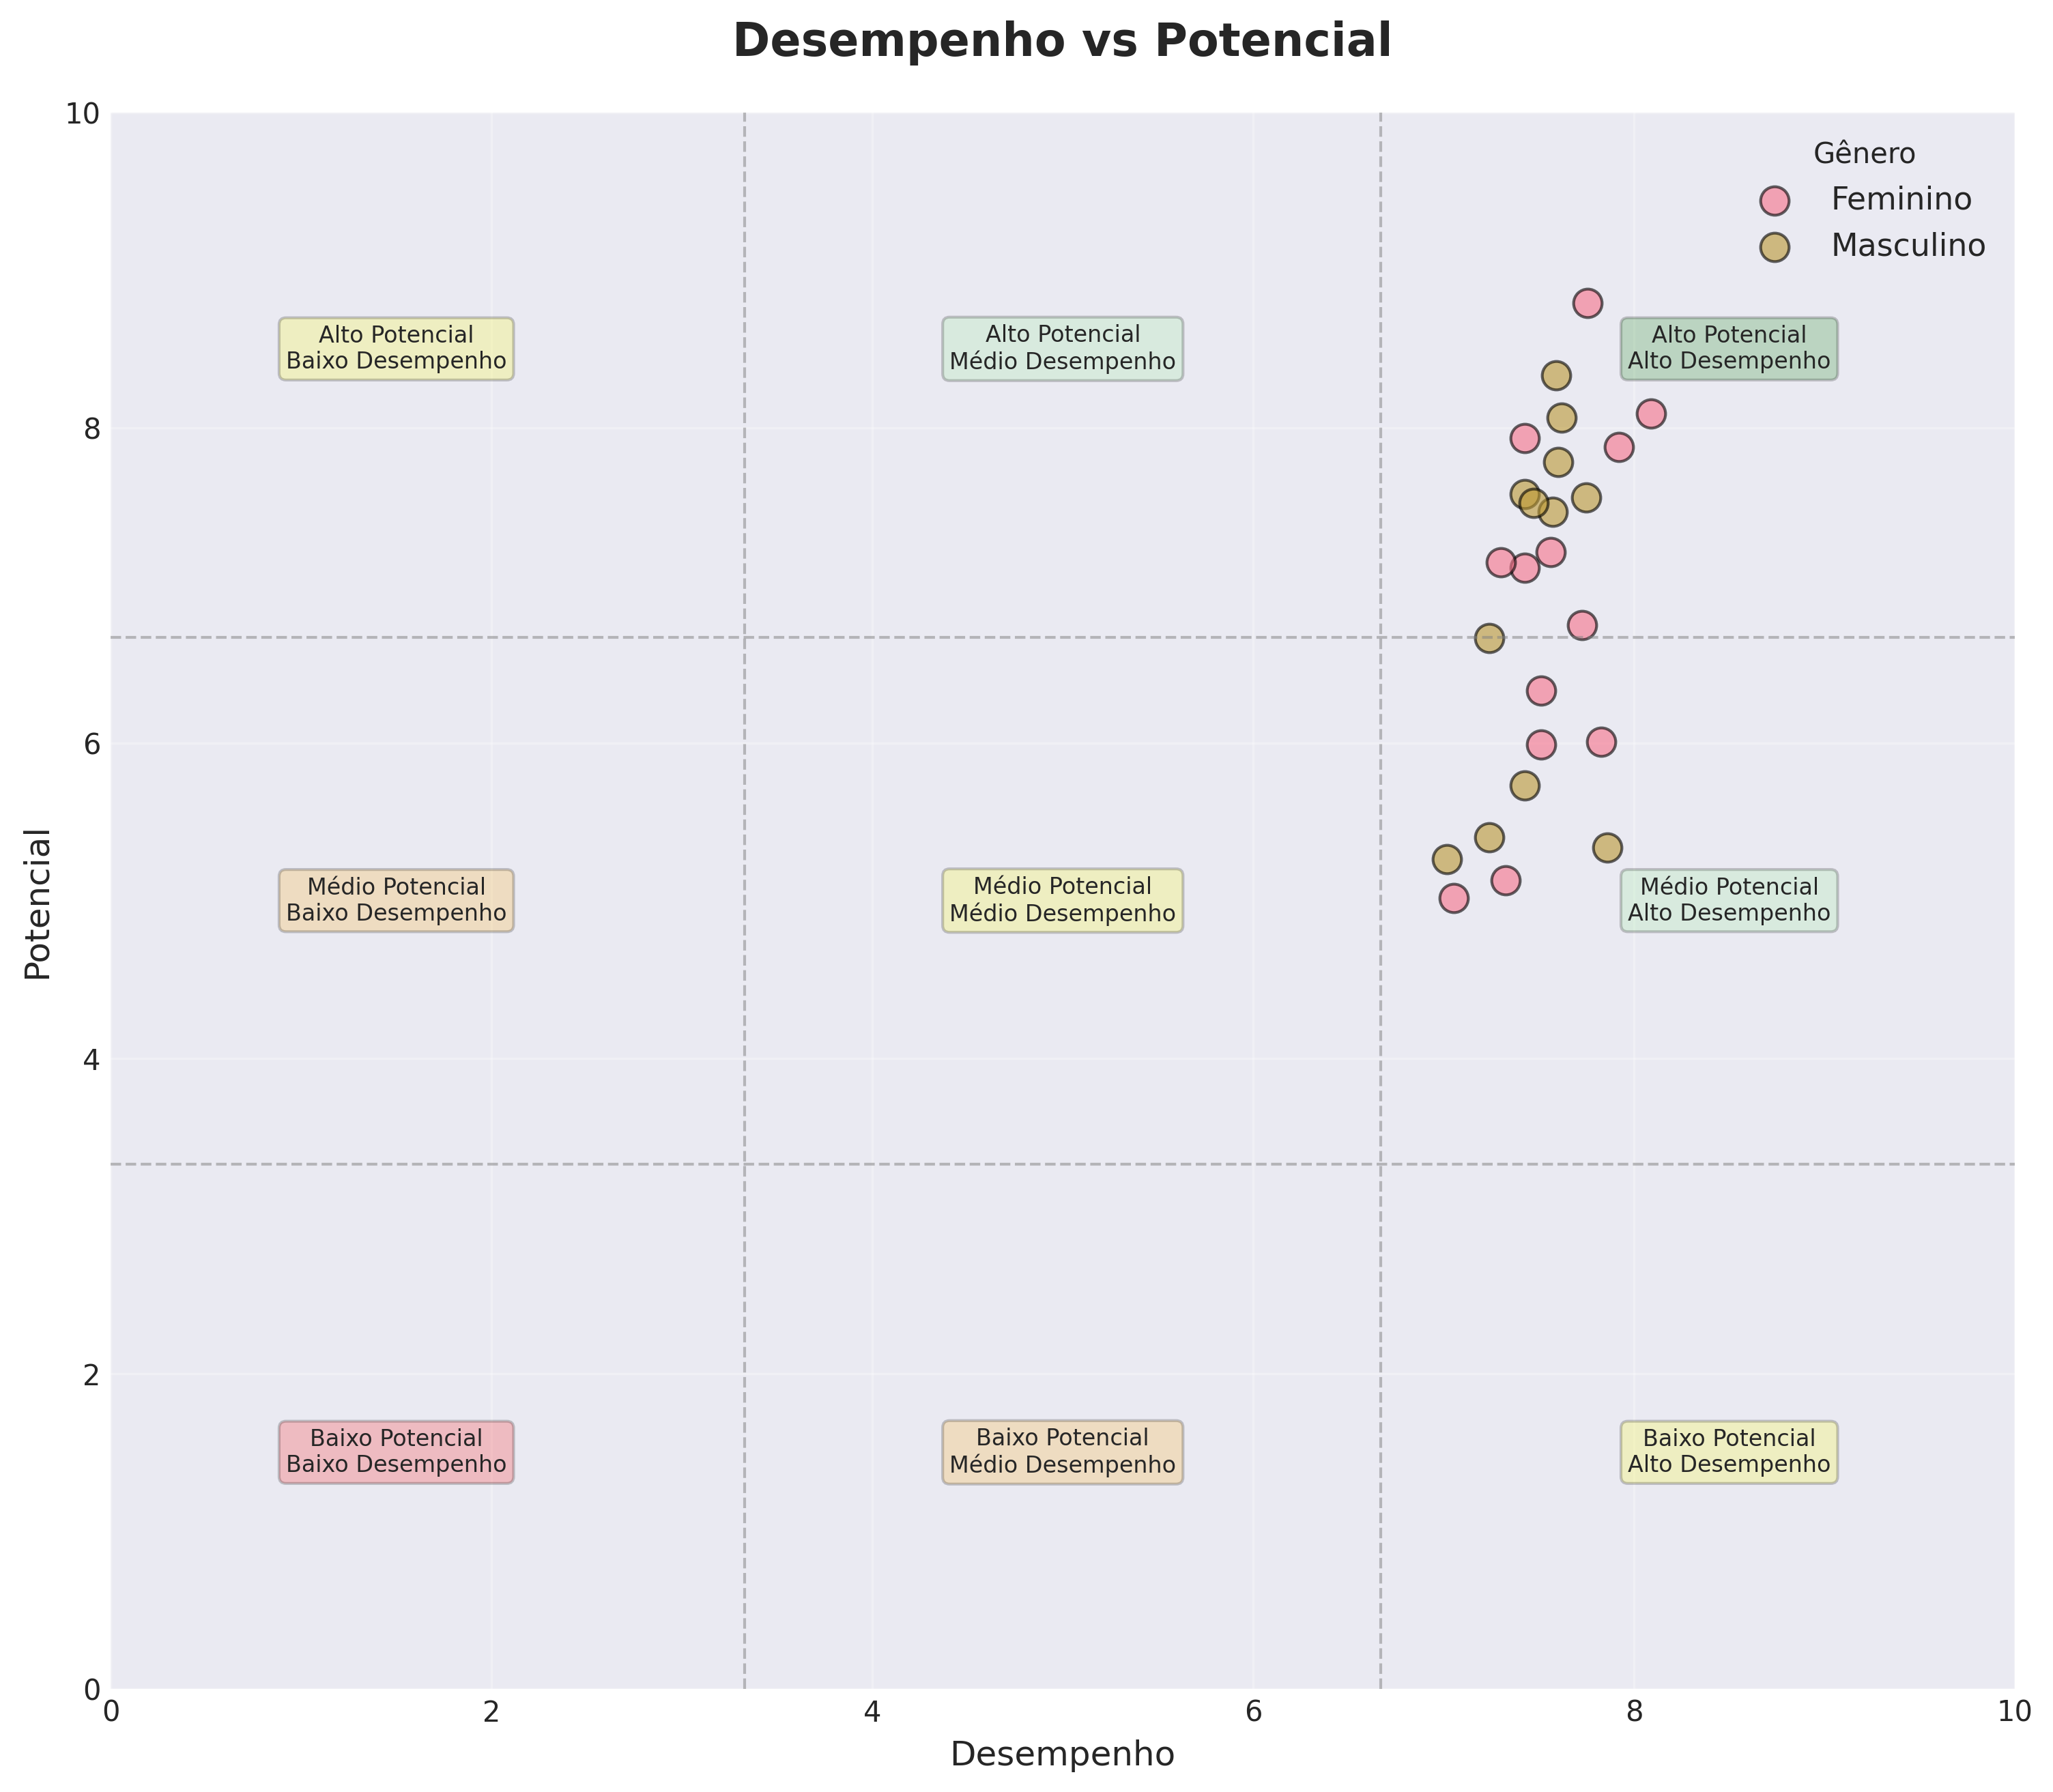 Desempenho vs Potencial
Gênero
Feminino
Masculino
Alto Potencial
Baixo Desempenho
Alto Potencial
Médio Desempenho
Alto Potencial
Alto Desempenho
Médio Potencial
Baixo Desempenho
Médio Potencial
Médio Desempenho
Médio Potencial
Alto Desempenho
Baixo Potencial
Baixo Desempenho
Baixo Potencial
Médio Desempenho
Baixo Potencial
Alto Desempenho
Potencial
10
8
6
4
2
0
0 2 4 6 8 10
Desempenho